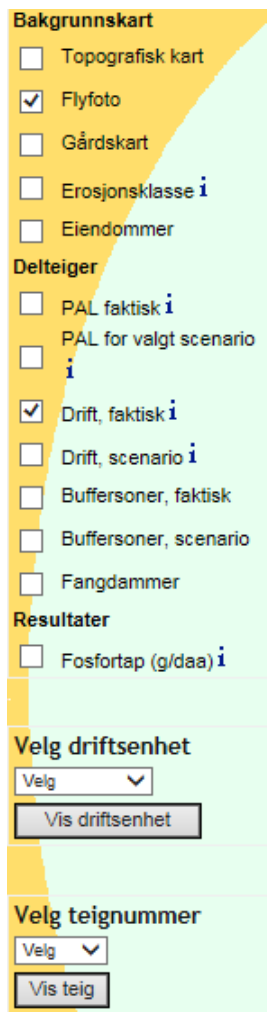 Bakgrunnskart
Topografisk kart
Flyfoto
Gårdskart
Erosjonsklasse i
Eiendommer
Delteiger
PAL faktisk i
PAL for valgt scenario
i
Drift, faktisk i
Drift, scenario i
Buffersoner, faktisk
Buffersoner, scenario
Fangdammer
Resultater
Fosfortap (g/daa) i
Velg driftsenhet
Velg
Vis driftsenhet
Velg teignummer
Velg
Vis teig